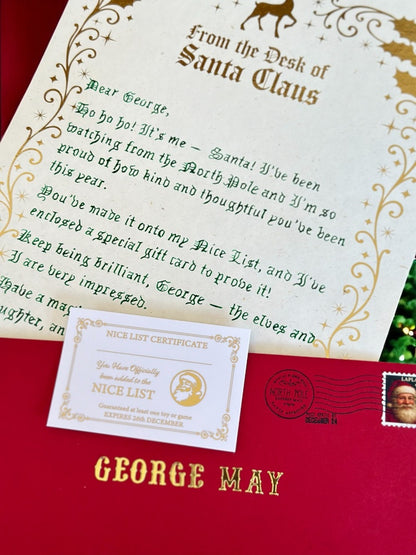 From the Desk of
Santa Claus
Dear George,
Ho ho ho! It's me – Santa! I've been
watching from the North Pole and I'm so
proud of how kind and thoughtful you've been
this year.
You've made it onto my Nice List, and I've
enclosed a special gift card to probe it!
Keep being brilliant, George – the elves and
I are very impressed.
Have a
NICE LIST CERTIFICATE
You Have Officially
been added to the
NICE LIST
Guaranteed at least one toy or game
EXPIRES 26th DECEMBER
NORTH POLE
DECEMBER 24
GEORGE MAY